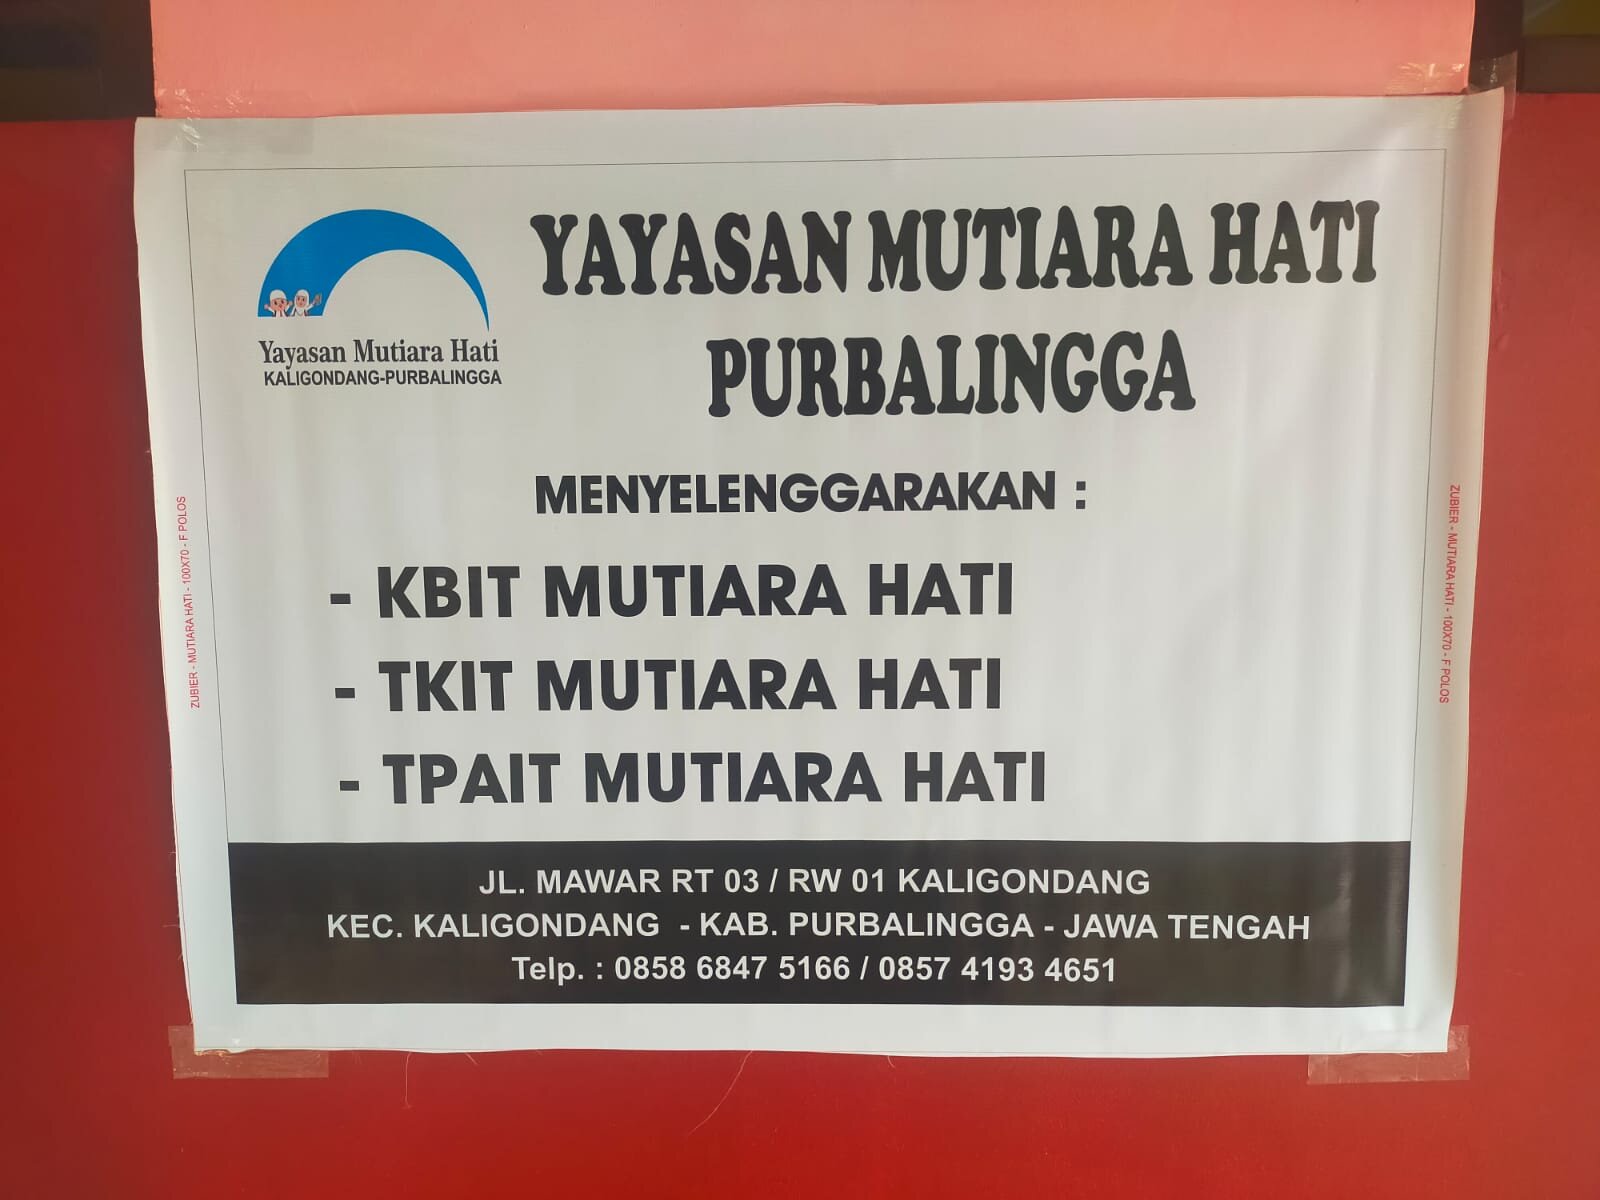 YAYASAN MUTIARA HATI
PURBALINGGA
Yayasan Mutiara Hati
KALIGONDANG-PURBALINGGA
MENYELENGGARAKAN :
- KBIT MUTIARA HATI
- TKIT MUTIARA HATI
- TPAIT MUTIARA HATI
JL. MAWAR RT 03 / RW 01 KALIGONDANG
KEC. KALIGONDANG - KAB. PURBALINGGA - JAWA TENGAH
Telp. : 0858 6847 5166 / 0857 4193 4651
ZUBIER - MUTIARA HATI - 100X70 - F POLOS
ZUBIER - MUTIARA HATI - 100X70 - F POLOS